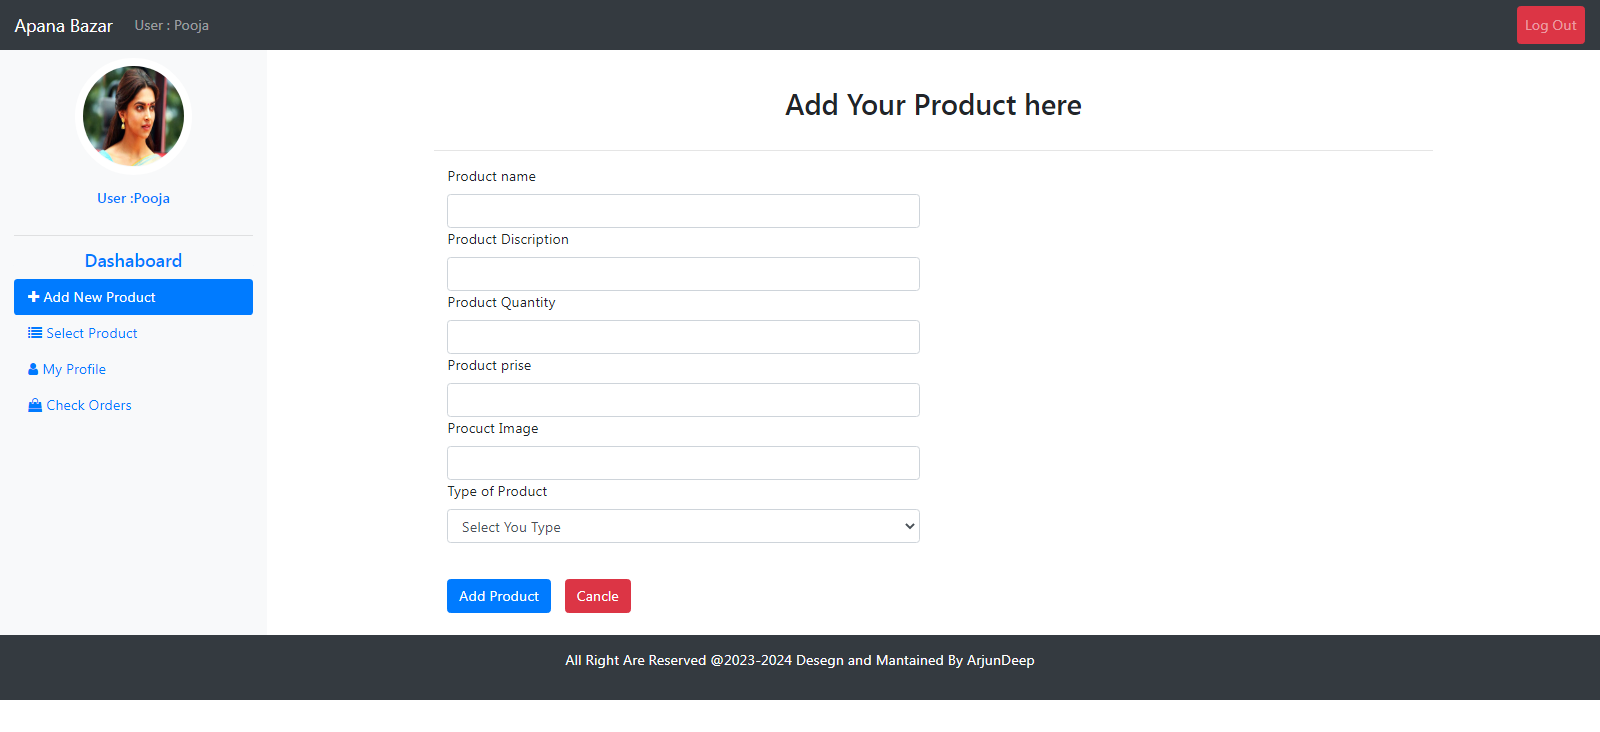 Apana Bazar User : Pooja Log Out
User :Pooja
Dashaboard
Add New Product
Select Product
My Profile
Check Orders
Add Your Product here
Product name
Product Discription
Product Quantity
Product prise
Procuct Image
Type of Product
Select You Type
Add Product Cancle
All Right Are Reserved @2023-2024 Desegn and Mantained By ArjunDeep